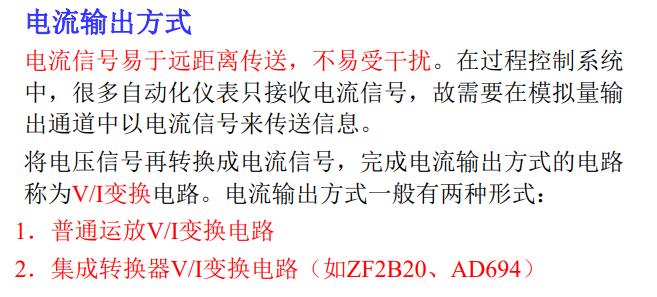 电流输出方式
电流信号易于远距离传送，不易受干扰。在过程控制系统
中，很多自动化仪表只接收电流信号，故需要在模拟量输
出通道中以电流信号来传送信息。
将电压信号再转换成电流信号，完成电流输出方式的电路
称为V/I变换电路。电流输出方式一般有两种形式：
1．普通运放V/I变换电路
2．集成转换器V/I变换电路（如ZF2B20、AD694）